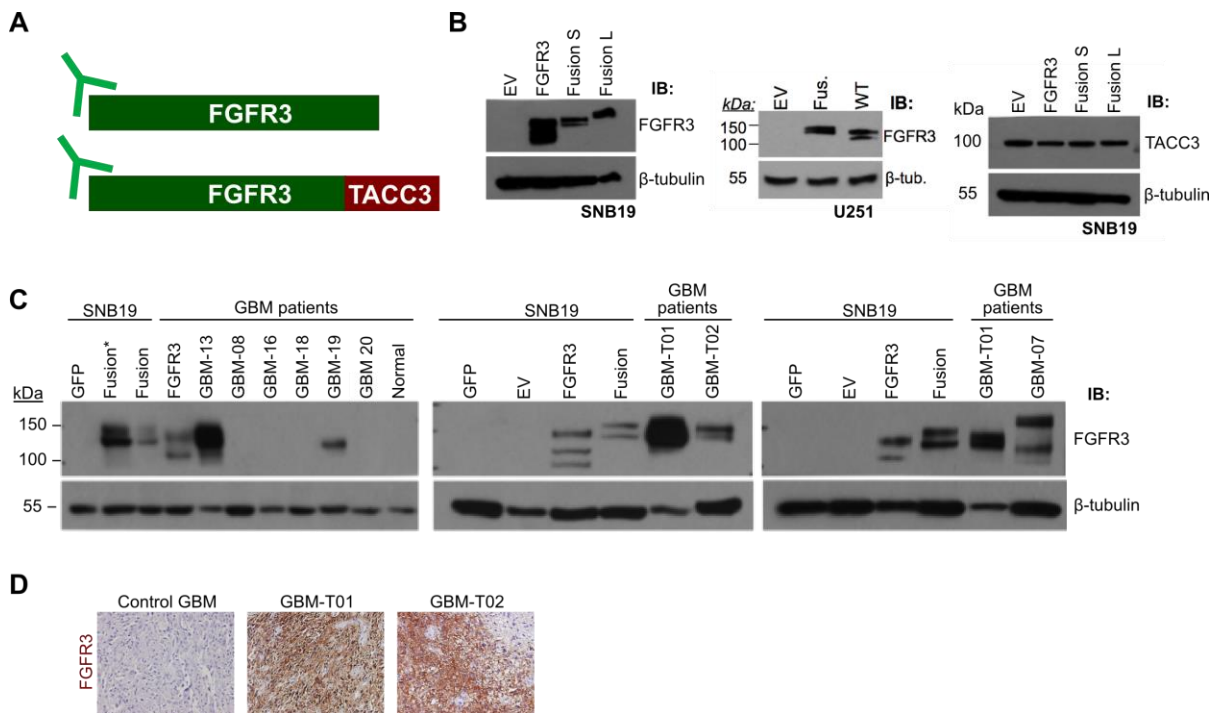 A
FGFR3
FGFR3 TACC3
B
EV FGFR3 Fusion S Fusion L IB:
FGFR3
β-tubulin
SNB19
kDa: EV Fus. WT IB:
150
100
FGFR3
55 β-tub.
U251
kDa EV FGFR3 Fusion S Fusion L IB:
100 TACC3
55 β-tubulin
SNB19
C
SNB19 GBM patients
GFP Fusion* Fusion FGFR3 GBM-13 GBM-08 GBM-16 GBM-18 GBM-19 GBM 20 Normal
kDa
150
100
55
SNB19 GBM patients
GFP EV FGFR3 Fusion GBM-T01 GBM-T02
SNB19 GBM patients
GFP EV FGFR3 Fusion GBM-T01 GBM-07
IB:
FGFR3
β-tubulin
D
Control GBM GBM-T01 GBM-T02
FGFR3